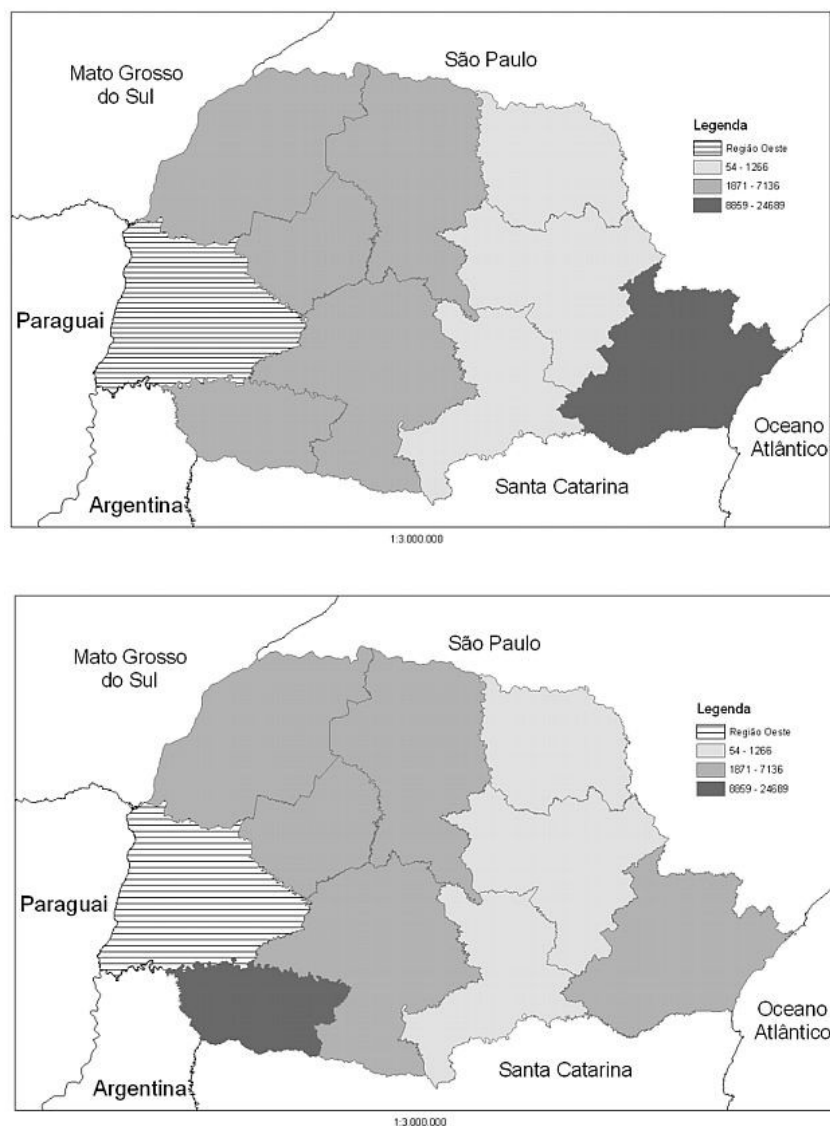 São Paulo
Mato Grosso
do Sul
Legenda
Região Oeste
54 - 1266
1871 - 7136
8859 - 24689
Paraguai
Oceano
Atlântico
Santa Catarina
Argentina
1:3.000.000
São Paulo
Mato Grosso
do Sul
Legenda
Região Oeste
54 - 1266
1871 - 7136
8859 - 24689
Paraguai
Oceano
Atlântico
Santa Catarina
Argentina
1:3.000.000